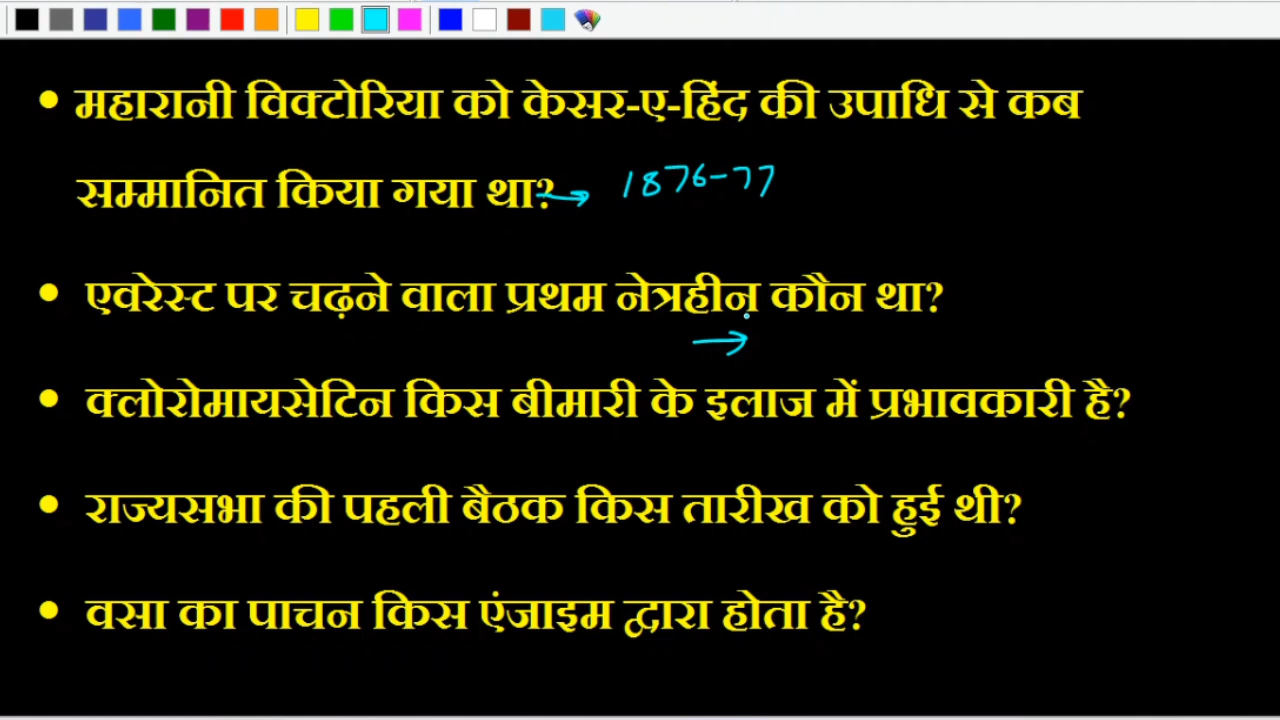 • महारानी विक्टोरिया को केसर-ए-हिंद की उपाधि से कब
सम्मानित किया गया था? → 1876-77
• एवरेस्ट पर चढ़ने वाला प्रथम नेत्रहीन कौन था?
→
• क्लोरोमायसेटिन किस बीमारी के इलाज में प्रभावकारी है?
• राज्यसभा की पहली बैठक किस तारीख को हुई थी?
• वसा का पाचन किस एंजाइम द्वारा होता है?